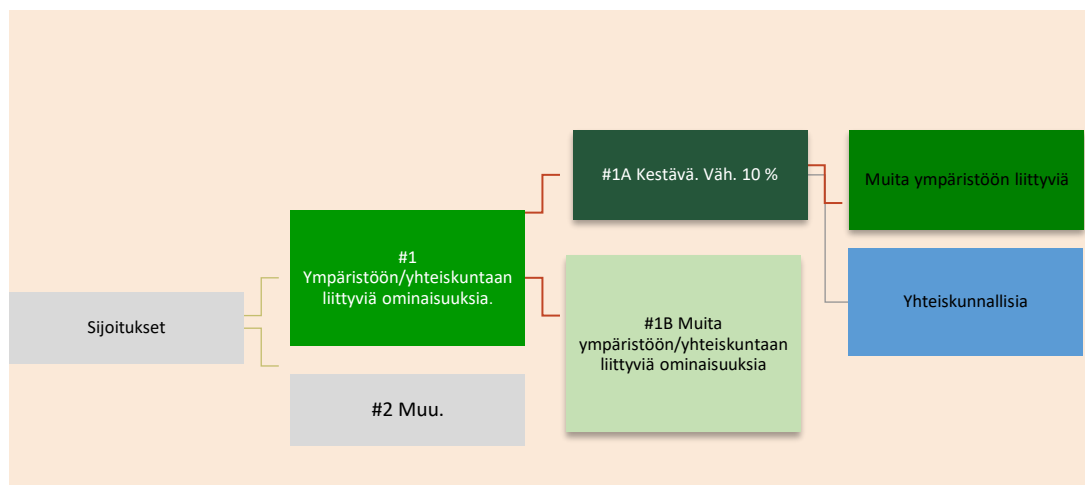 Sijoitukset
#1
Ympäristöön/yhteiskuntaan
liittyviä ominaisuuksia.
#2 Muu.
#1A Kestävä. Väh. 10 %
#1B Muita
ympäristöön/yhteiskuntaan
liittyviä ominaisuuksia
Muita ympäristöön liittyviä
Yhteiskunnallisia